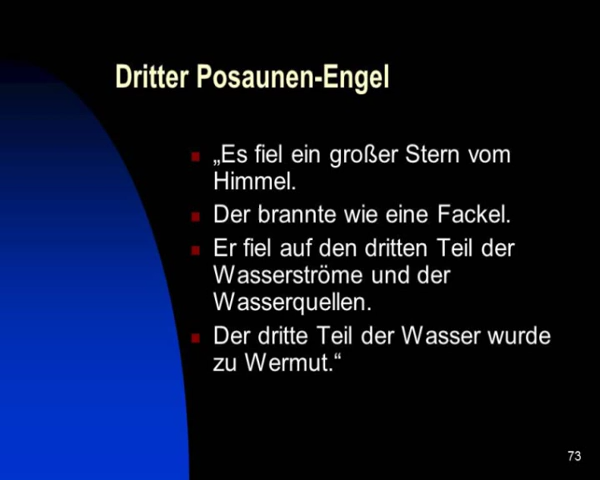 Dritter Posaunen-Engel
„Es fiel ein großer Stern vom
Himmel.
Der brannte wie eine Fackel.
Er fiel auf den dritten Teil der
Wasserströme und der
Wasserquellen.
Der dritte Teil der Wasser wurde
zu Wermut.“
73